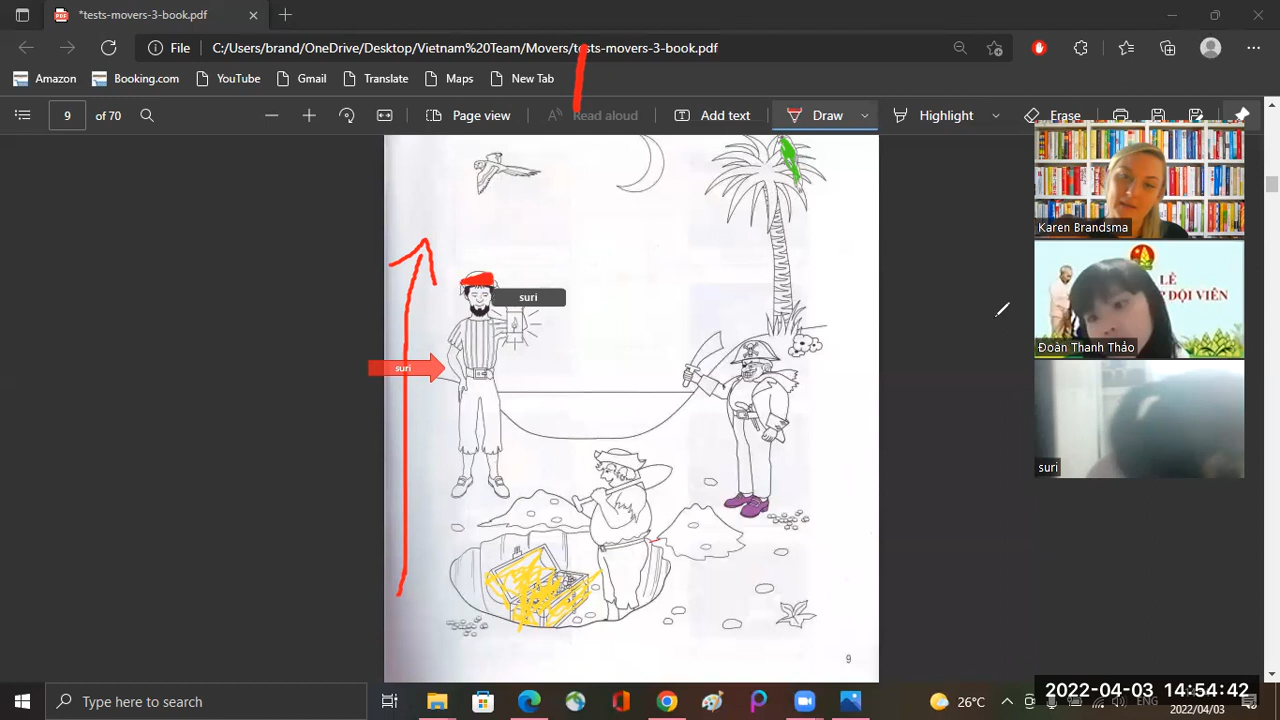 *tests-movers-3-book.pdf
File C:/Users/brand/OneDrive/Desktop/Vietnam%20Team/Movers/tests-movers-3-book.pdf
Amazon Booking.com YouTube Gmail Translate Maps New Tab
9 of 70 Page view Read aloud Add text Draw Highlight Erase
Karen Brandsma
LỄ
ĐỘI VIÊN
Đoàn Thanh Thảo
suri
suri
suri
9
Type here to search
26°C
ENG
2022-04-03 14:54:42
2022/04/03